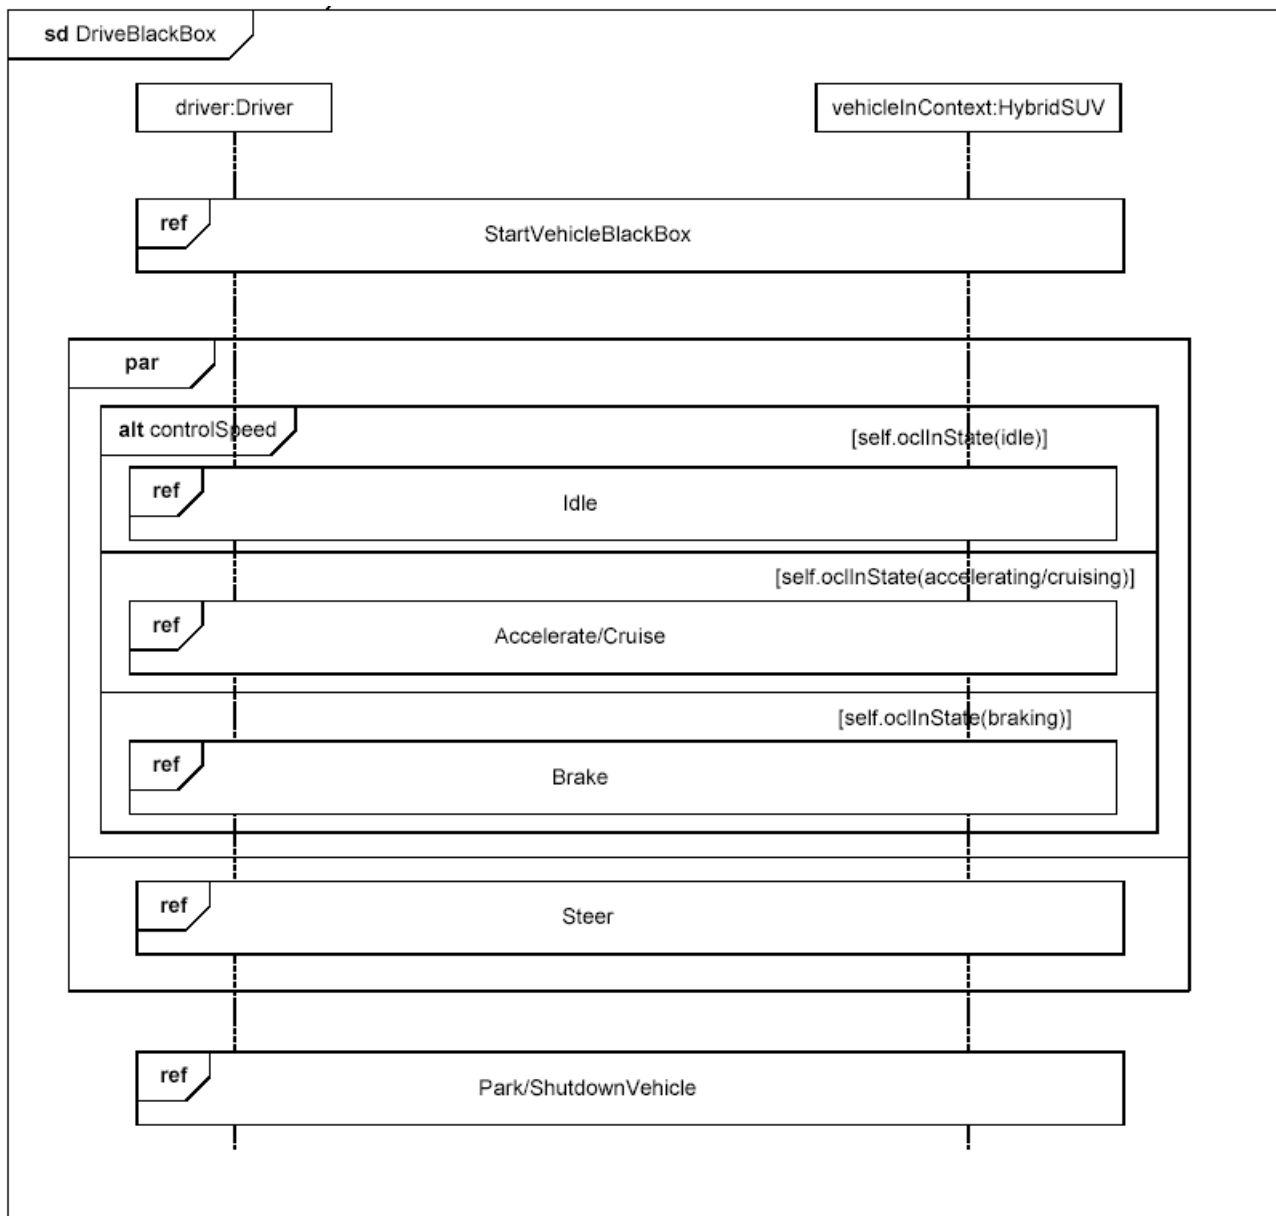 sd DriveBlackBox
driver:Driver
vehicleInContext:HybridSUV
ref
StartVehicleBlackBox
par
alt controlSpeed
[self.oclInState(idle)]
ref
Idle
[self.oclInState(accelerating/cruising)]
ref
Accelerate/Cruise
[self.oclInState(braking)]
ref
Brake
ref
Steer
ref
Park/ShutdownVehicle